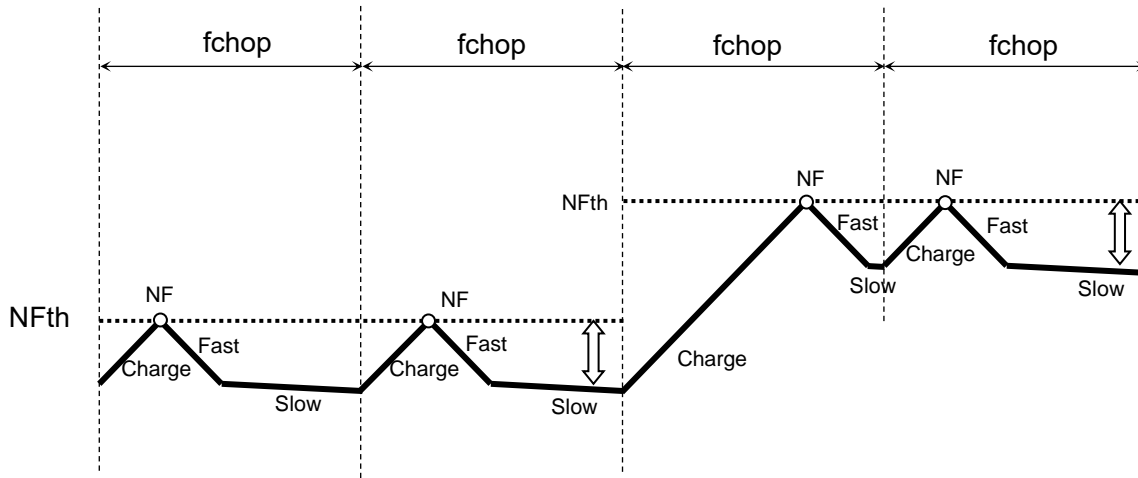 fchop
fchop
fchop
fchop
NF
NF
NFth
Fast
Fast
Charge
Slow
Slow
NF
NF
NFth
Fast
Fast
Charge
Charge
Charge
Slow
Slow